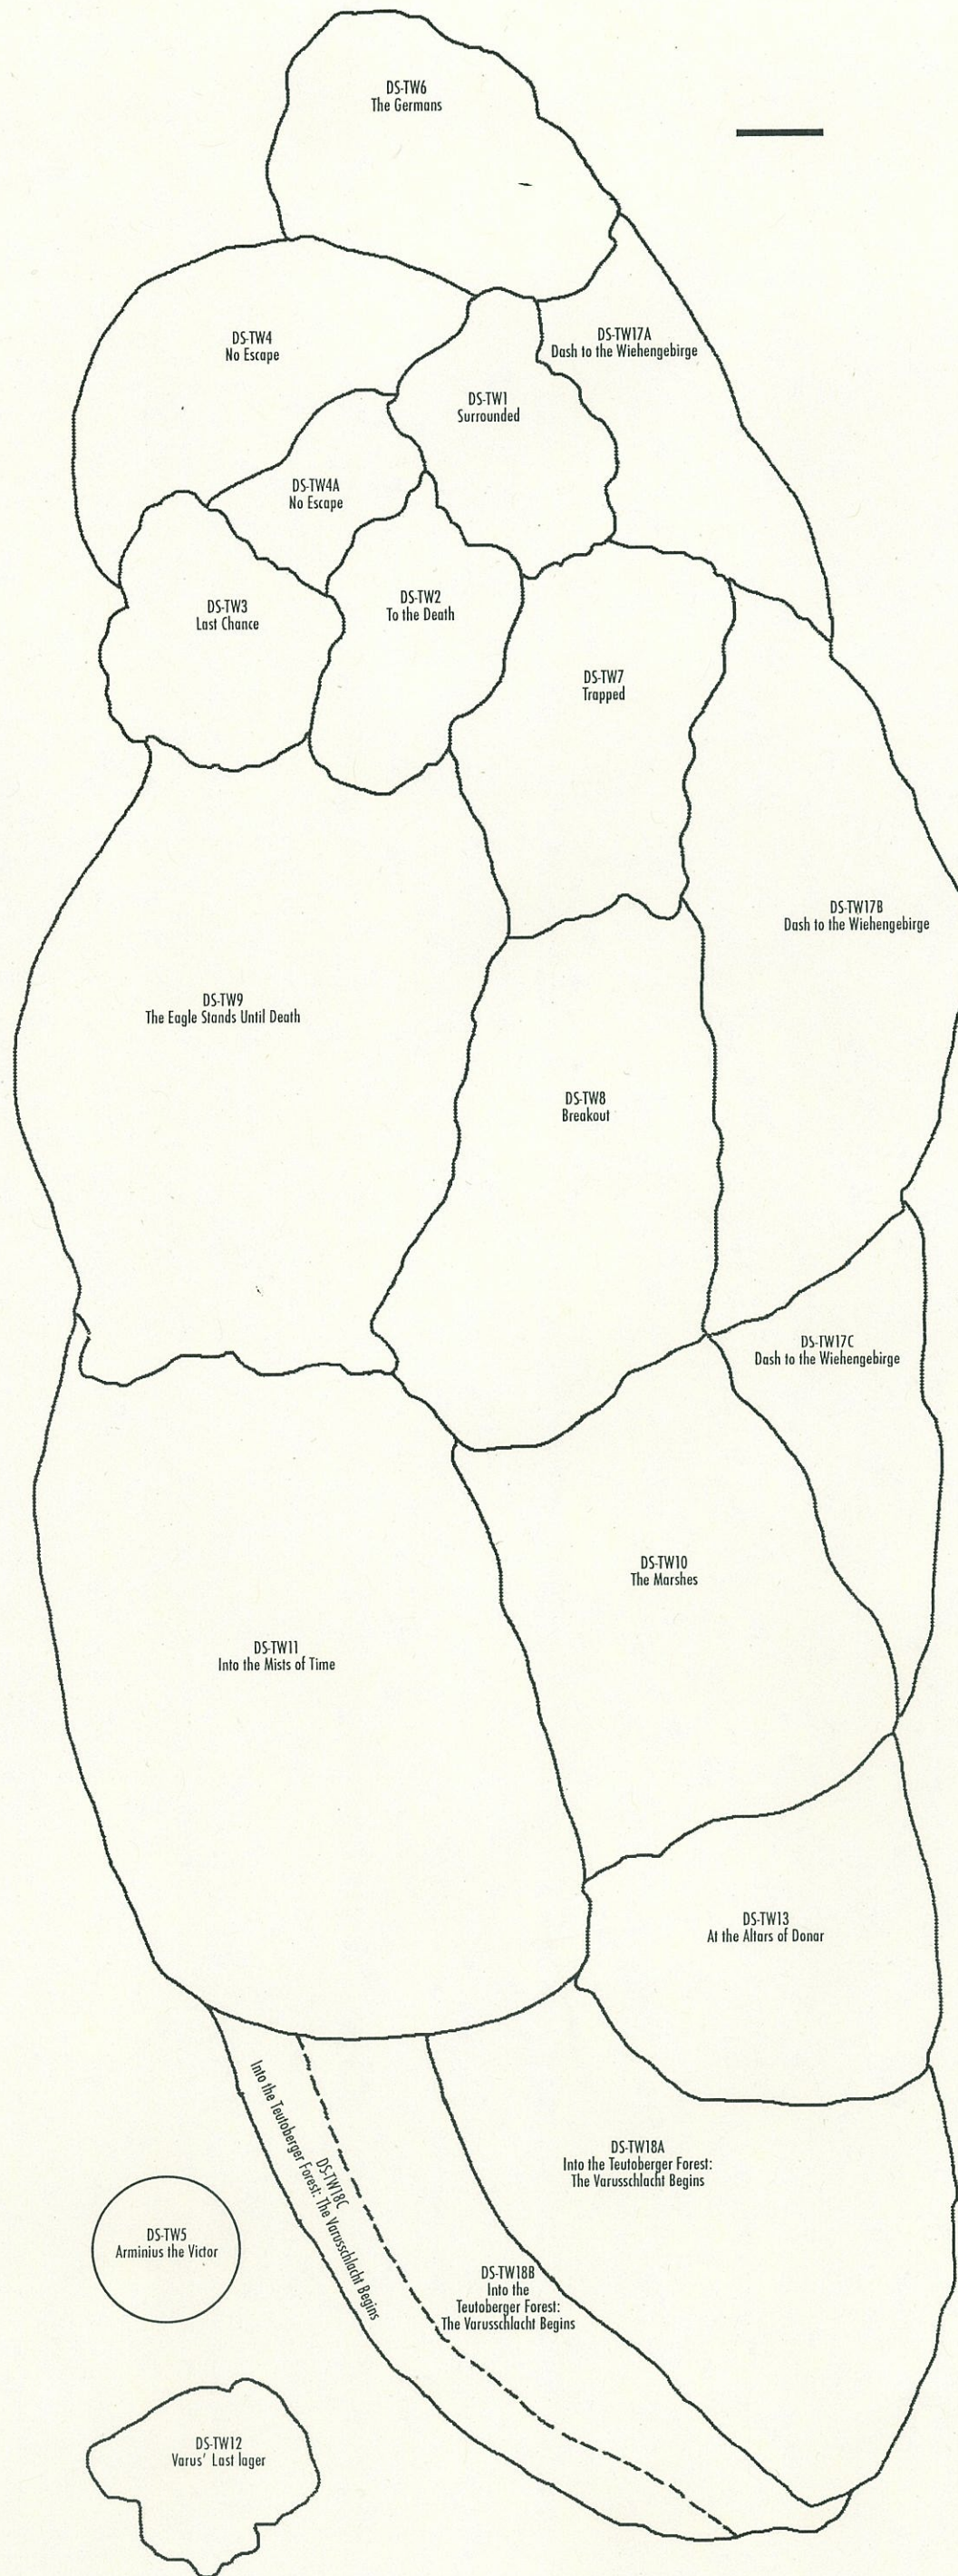 DS-TW6
The Germans
DS-TW17A
Dash to the Wiehengebirge
DS-TW4
No Escape
DS-TW1
Surrounded
DS-TW4A
No Escape
DS-TW3
Last Chance
DS-TW2
To the Death
DS-TW7
Trapped
DS-TW17B
Dash to the Wiehengebirge
DS-TW9
The Eagle Stands Until Death
DS-TW8
Breakout
DS-TW17C
Dash to the Wiehengebirge
DS-TW10
The Marshes
DS-TW11
Into the Mists of Time
DS-TW13
At the Altars of Donar
DS-TW18A
Into the Teutoberger Forest:
The Varusschlacht Begins
DS-TW18C
Into the Teutoberger Forest: The Varusschlacht Begins
DS-TW5
Arminius the Victor
DS-TW18B
Into the
Teutoberger Forest:
The Varusschlacht Begins
DS-TW12
Varus' Last lager